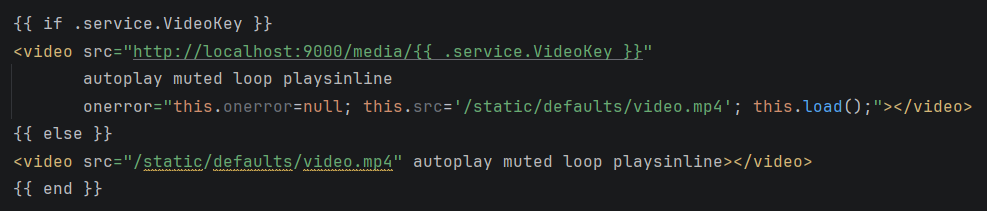 {{ if .service.VideoKey }}
<video src="http://localhost:9000/media/{{ .service.VideoKey }}"
       autoplay muted loop playsinline
       onerror="this.onerror=null; this.src='/static/defaults/video.mp4'; this.load();"></video>
{{ else }}
<video src="/static/defaults/video.mp4" autoplay muted loop playsinline></video>
{{ end }}